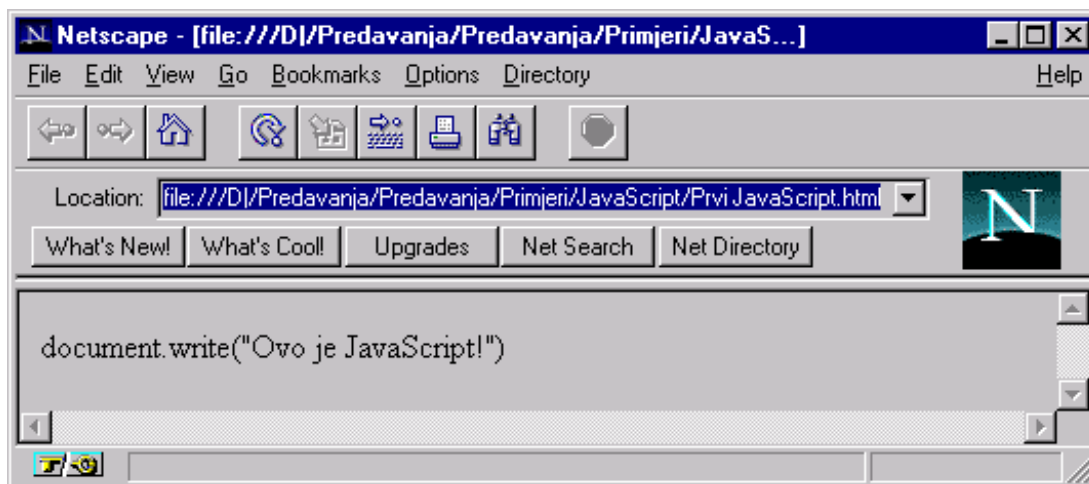 N Netscape - [file:///D|/Predavanja/Predavanja/Primjeri/JavaS...]
File Edit View Go Bookmarks Options Directory Help
Location: file:///D|/Predavanja/Predavanja/Primjeri/JavaScript/Prvi JavaScript.html
N
What's New! What's Cool! Upgrades Net Search Net Directory
document.write("Ovo je JavaScript!")